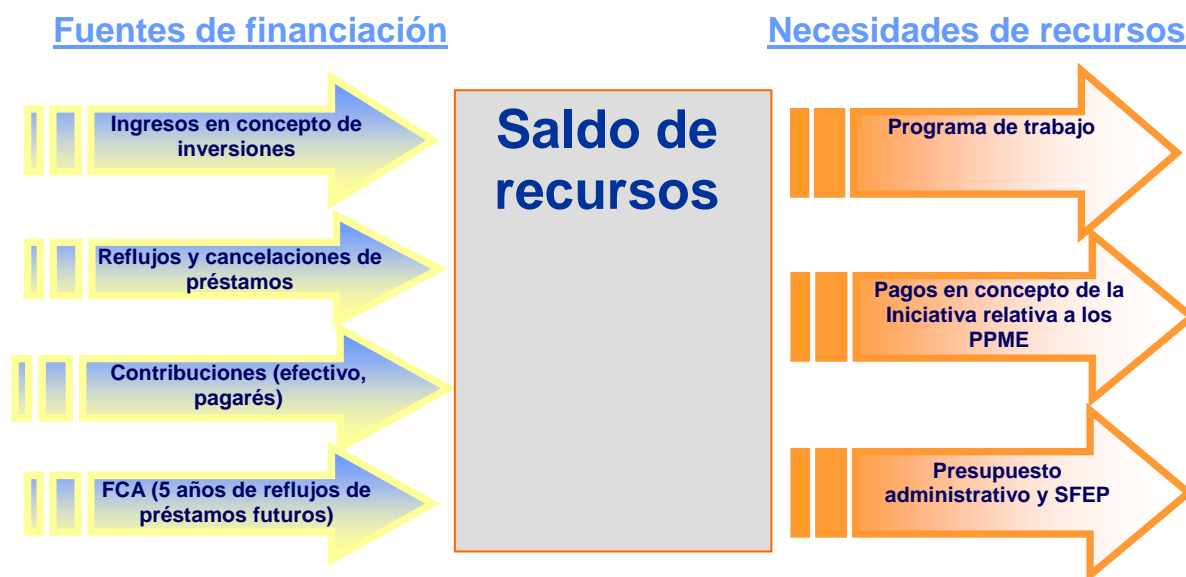 Fuentes de financiación
Necesidades de recursos
Ingresos en concepto de
inversiones
Reflujos y cancelaciones de
préstamos
Contribuciones (efectivo,
pagarés)
FCA (5 años de reflujos de
préstamos futuros)
Saldo de
recursos
Programa de trabajo
Pagos en concepto de la
Iniciativa relativa a los
PPME
Presupuesto
administrativo y SFEP